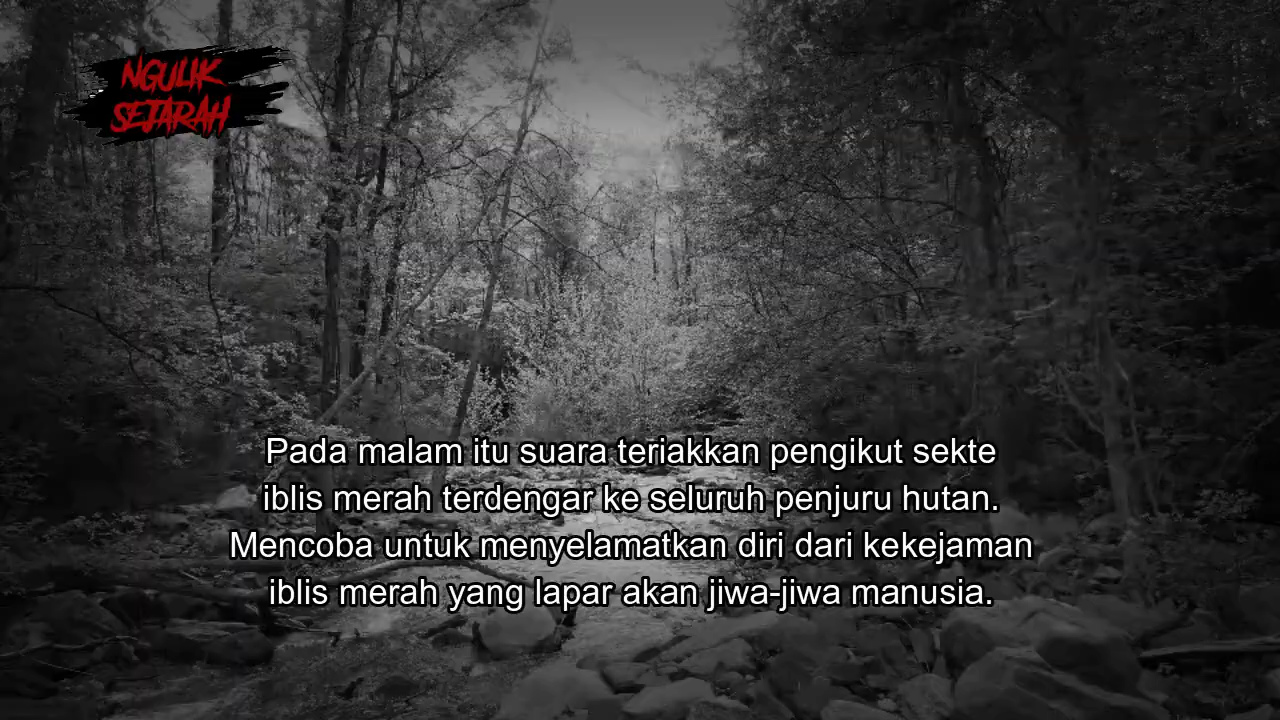 NGULIK
SEJARAH
Pada malam itu suara teriakkan pengikut sekte
iblis merah terdengar ke seluruh penjuru hutan.
Mencoba untuk menyelamatkan diri dari kekejaman
iblis merah yang lapar akan jiwa-jiwa manusia.